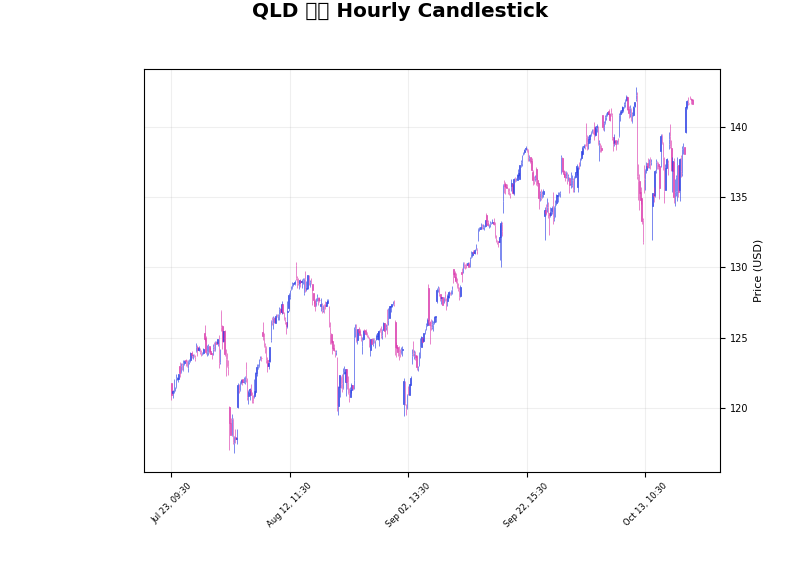 QLD Hourly Candlestick
140
135
130
125
120
Price (USD)
Jul 23, 09:30
Aug 12, 11:30
Sep 02, 13:30
Sep 22, 15:30
Oct 13, 10:30